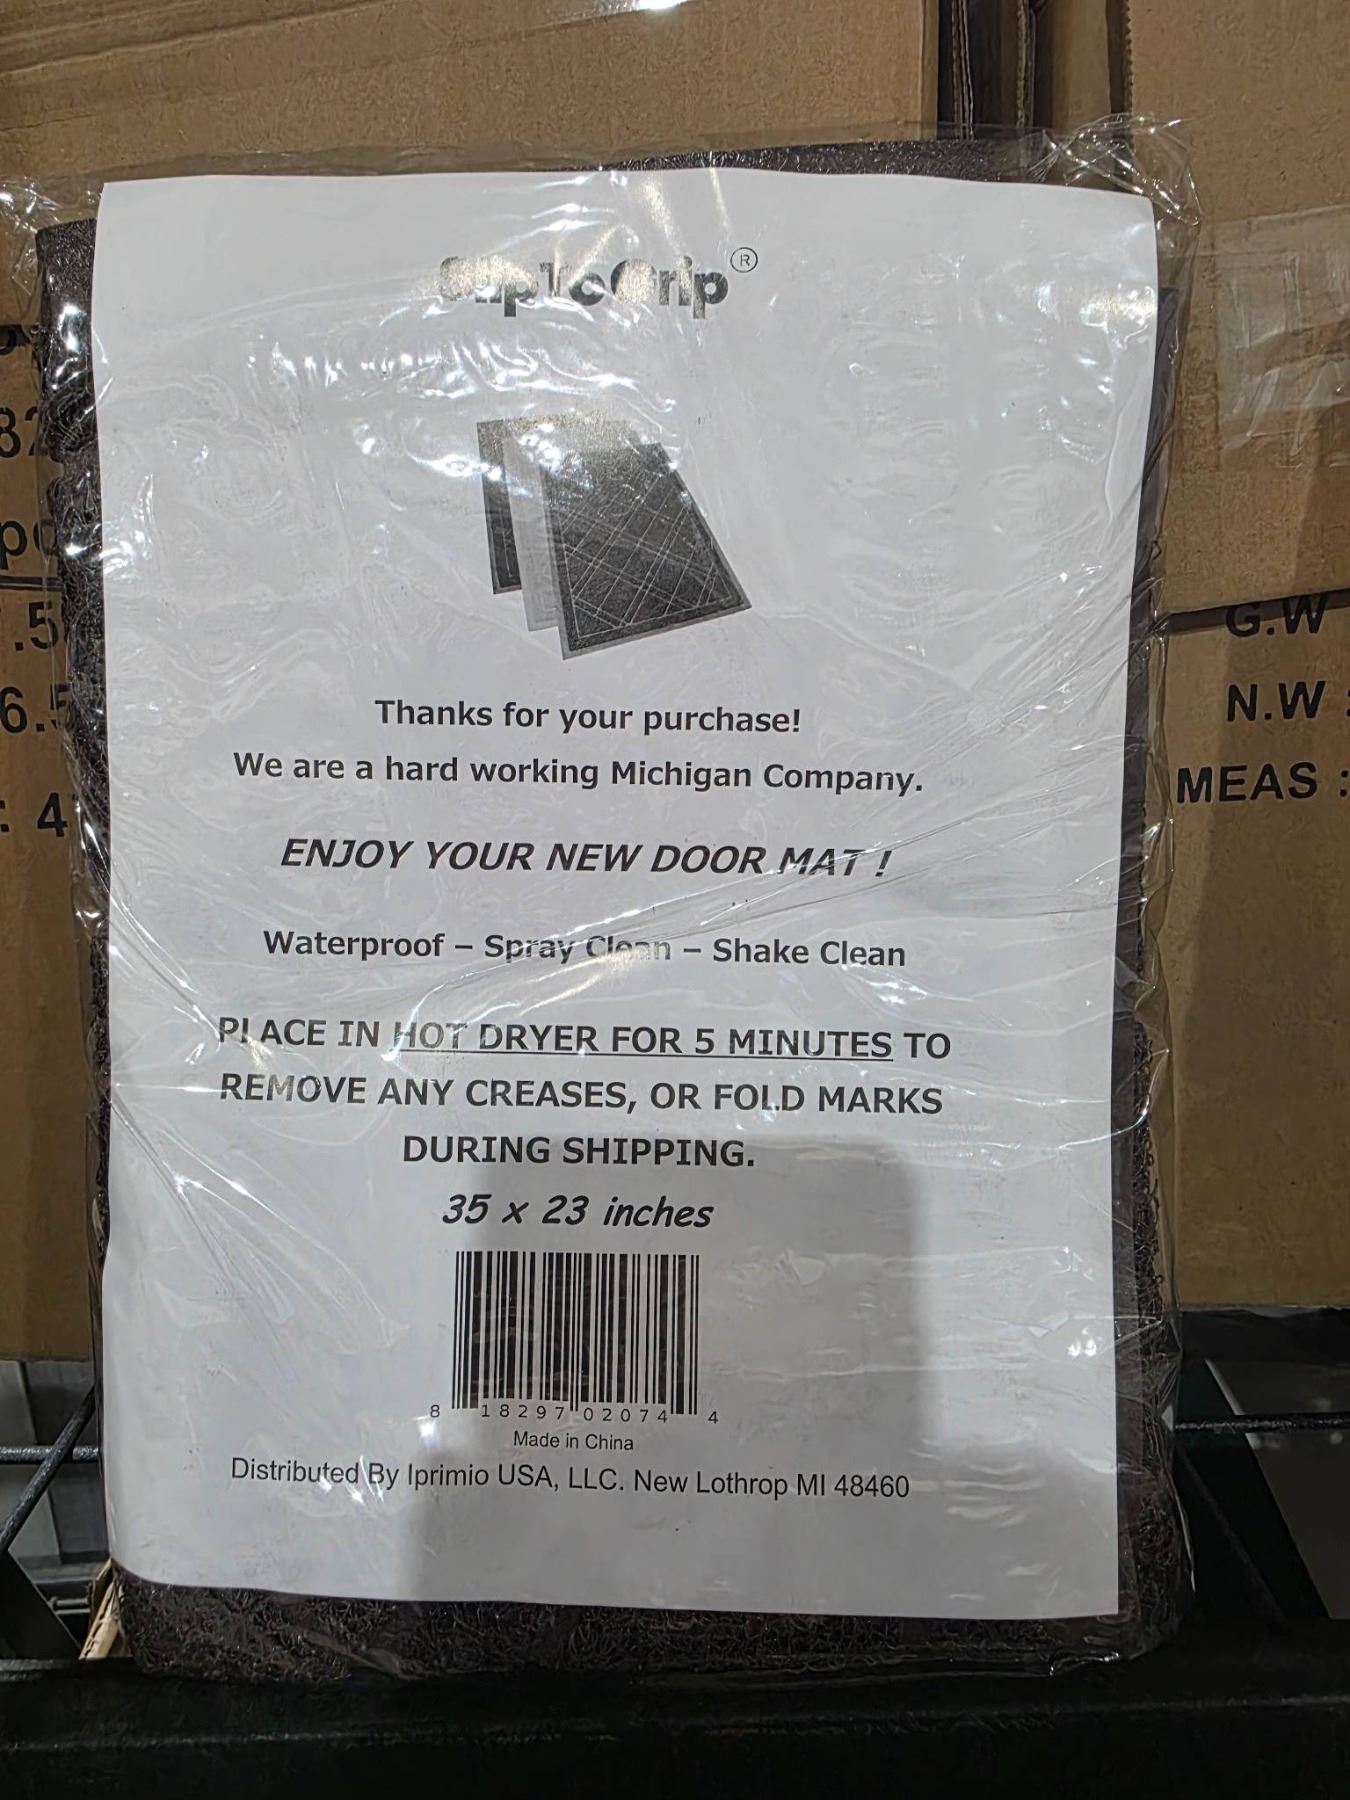 SlipToGrip®
Thanks for your purchase!
We are a hard working Michigan Company.
ENJOY YOUR NEW DOOR MAT !
Waterproof – Spray Clean – Shake Clean
PLACE IN HOT DRYER FOR 5 MINUTES TO
REMOVE ANY CREASES, OR FOLD MARKS
DURING SHIPPING.
35 x 23 inches
8 18297 02074 4
Made in China
Distributed By Iprimio USA, LLC. New Lothrop MI 48460
G.W
N.W :
MEAS :